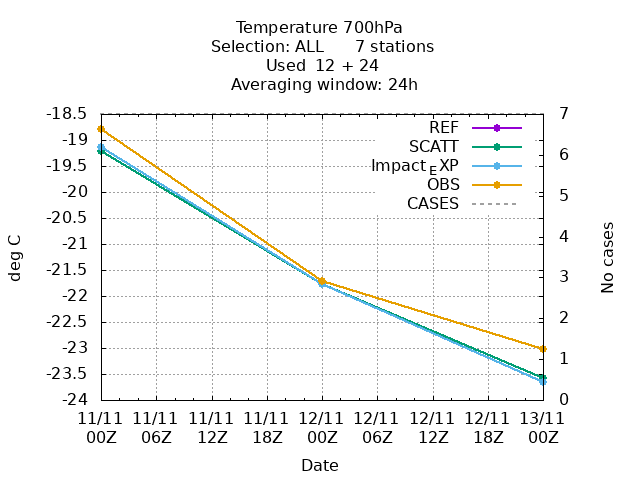 Temperature 700hPa
Selection: ALL 7 stations
Used 12 + 24
Averaging window: 24h
-18.5
-19
-19.5
-20
-20.5
-21
-21.5
-22
-22.5
-23
-23.5
-24
deg C
REF
SCATT
Impact_EXP
OBS
CASES
7
6
5
4
3
2
1
0
No cases
11/11 11/11 11/11 11/11 12/11 12/11 12/11 12/11 13/11
00Z 06Z 12Z 18Z 00Z 06Z 12Z 18Z 00Z
Date